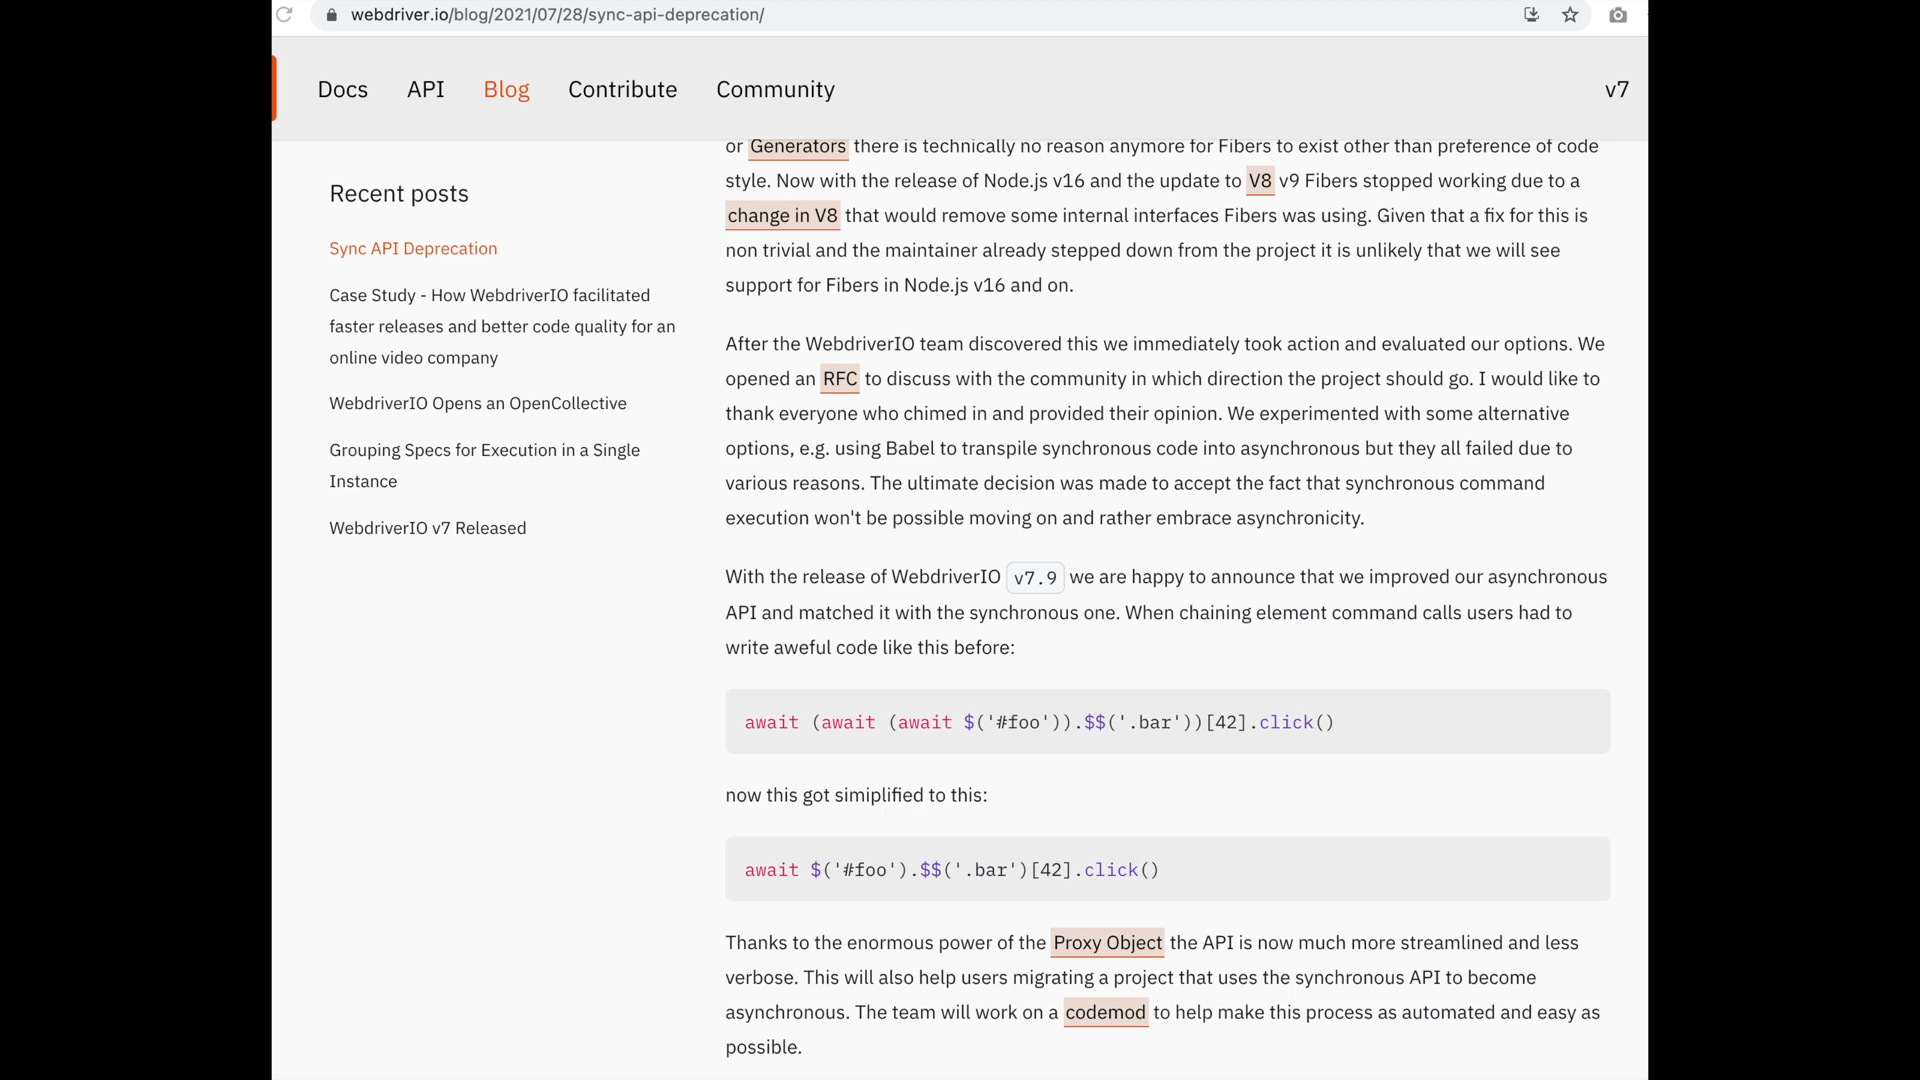 webdriver.io/blog/2021/07/28/sync-api-deprecation/
Docs API Blog Contribute Community v7
Recent posts
Sync API Deprecation
Case Study - How WebdriverIO facilitated
faster releases and better code quality for an
online video company
WebdriverIO Opens an OpenCollective
Grouping Specs for Execution in a Single
Instance
WebdriverIO v7 Released
or Generators there is technically no reason anymore for Fibers to exist other than preference of code
style. Now with the release of Node.js v16 and the update to V8 v9 Fibers stopped working due to a
change in V8 that would remove some internal interfaces Fibers was using. Given that a fix for this is
non trivial and the maintainer already stepped down from the project it is unlikely that we will see
support for Fibers in Node.js v16 and on.
After the WebdriverIO team discovered this we immediately took action and evaluated our options. We
opened an RFC to discuss with the community in which direction the project should go. I would like to
thank everyone who chimed in and provided their opinion. We experimented with some alternative
options, e.g. using Babel to transpile synchronous code into asynchronous but they all failed due to
various reasons. The ultimate decision was made to accept the fact that synchronous command
execution won't be possible moving on and rather embrace asynchronicity.
With the release of WebdriverIO v7.9 we are happy to announce that we improved our asynchronous
API and matched it with the synchronous one. When chaining element command calls users had to
write aweful code like this before:
await (await (await $('#foo')).$$('.bar'))[42].click()
now this got simiplified to this:
await $('#foo').$$('.bar')[42].click()
Thanks to the enormous power of the Proxy Object the API is now much more streamlined and less
verbose. This will also help users migrating a project that uses the synchronous API to become
asynchronous. The team will work on a codemod to help make this process as automated and easy as
possible.